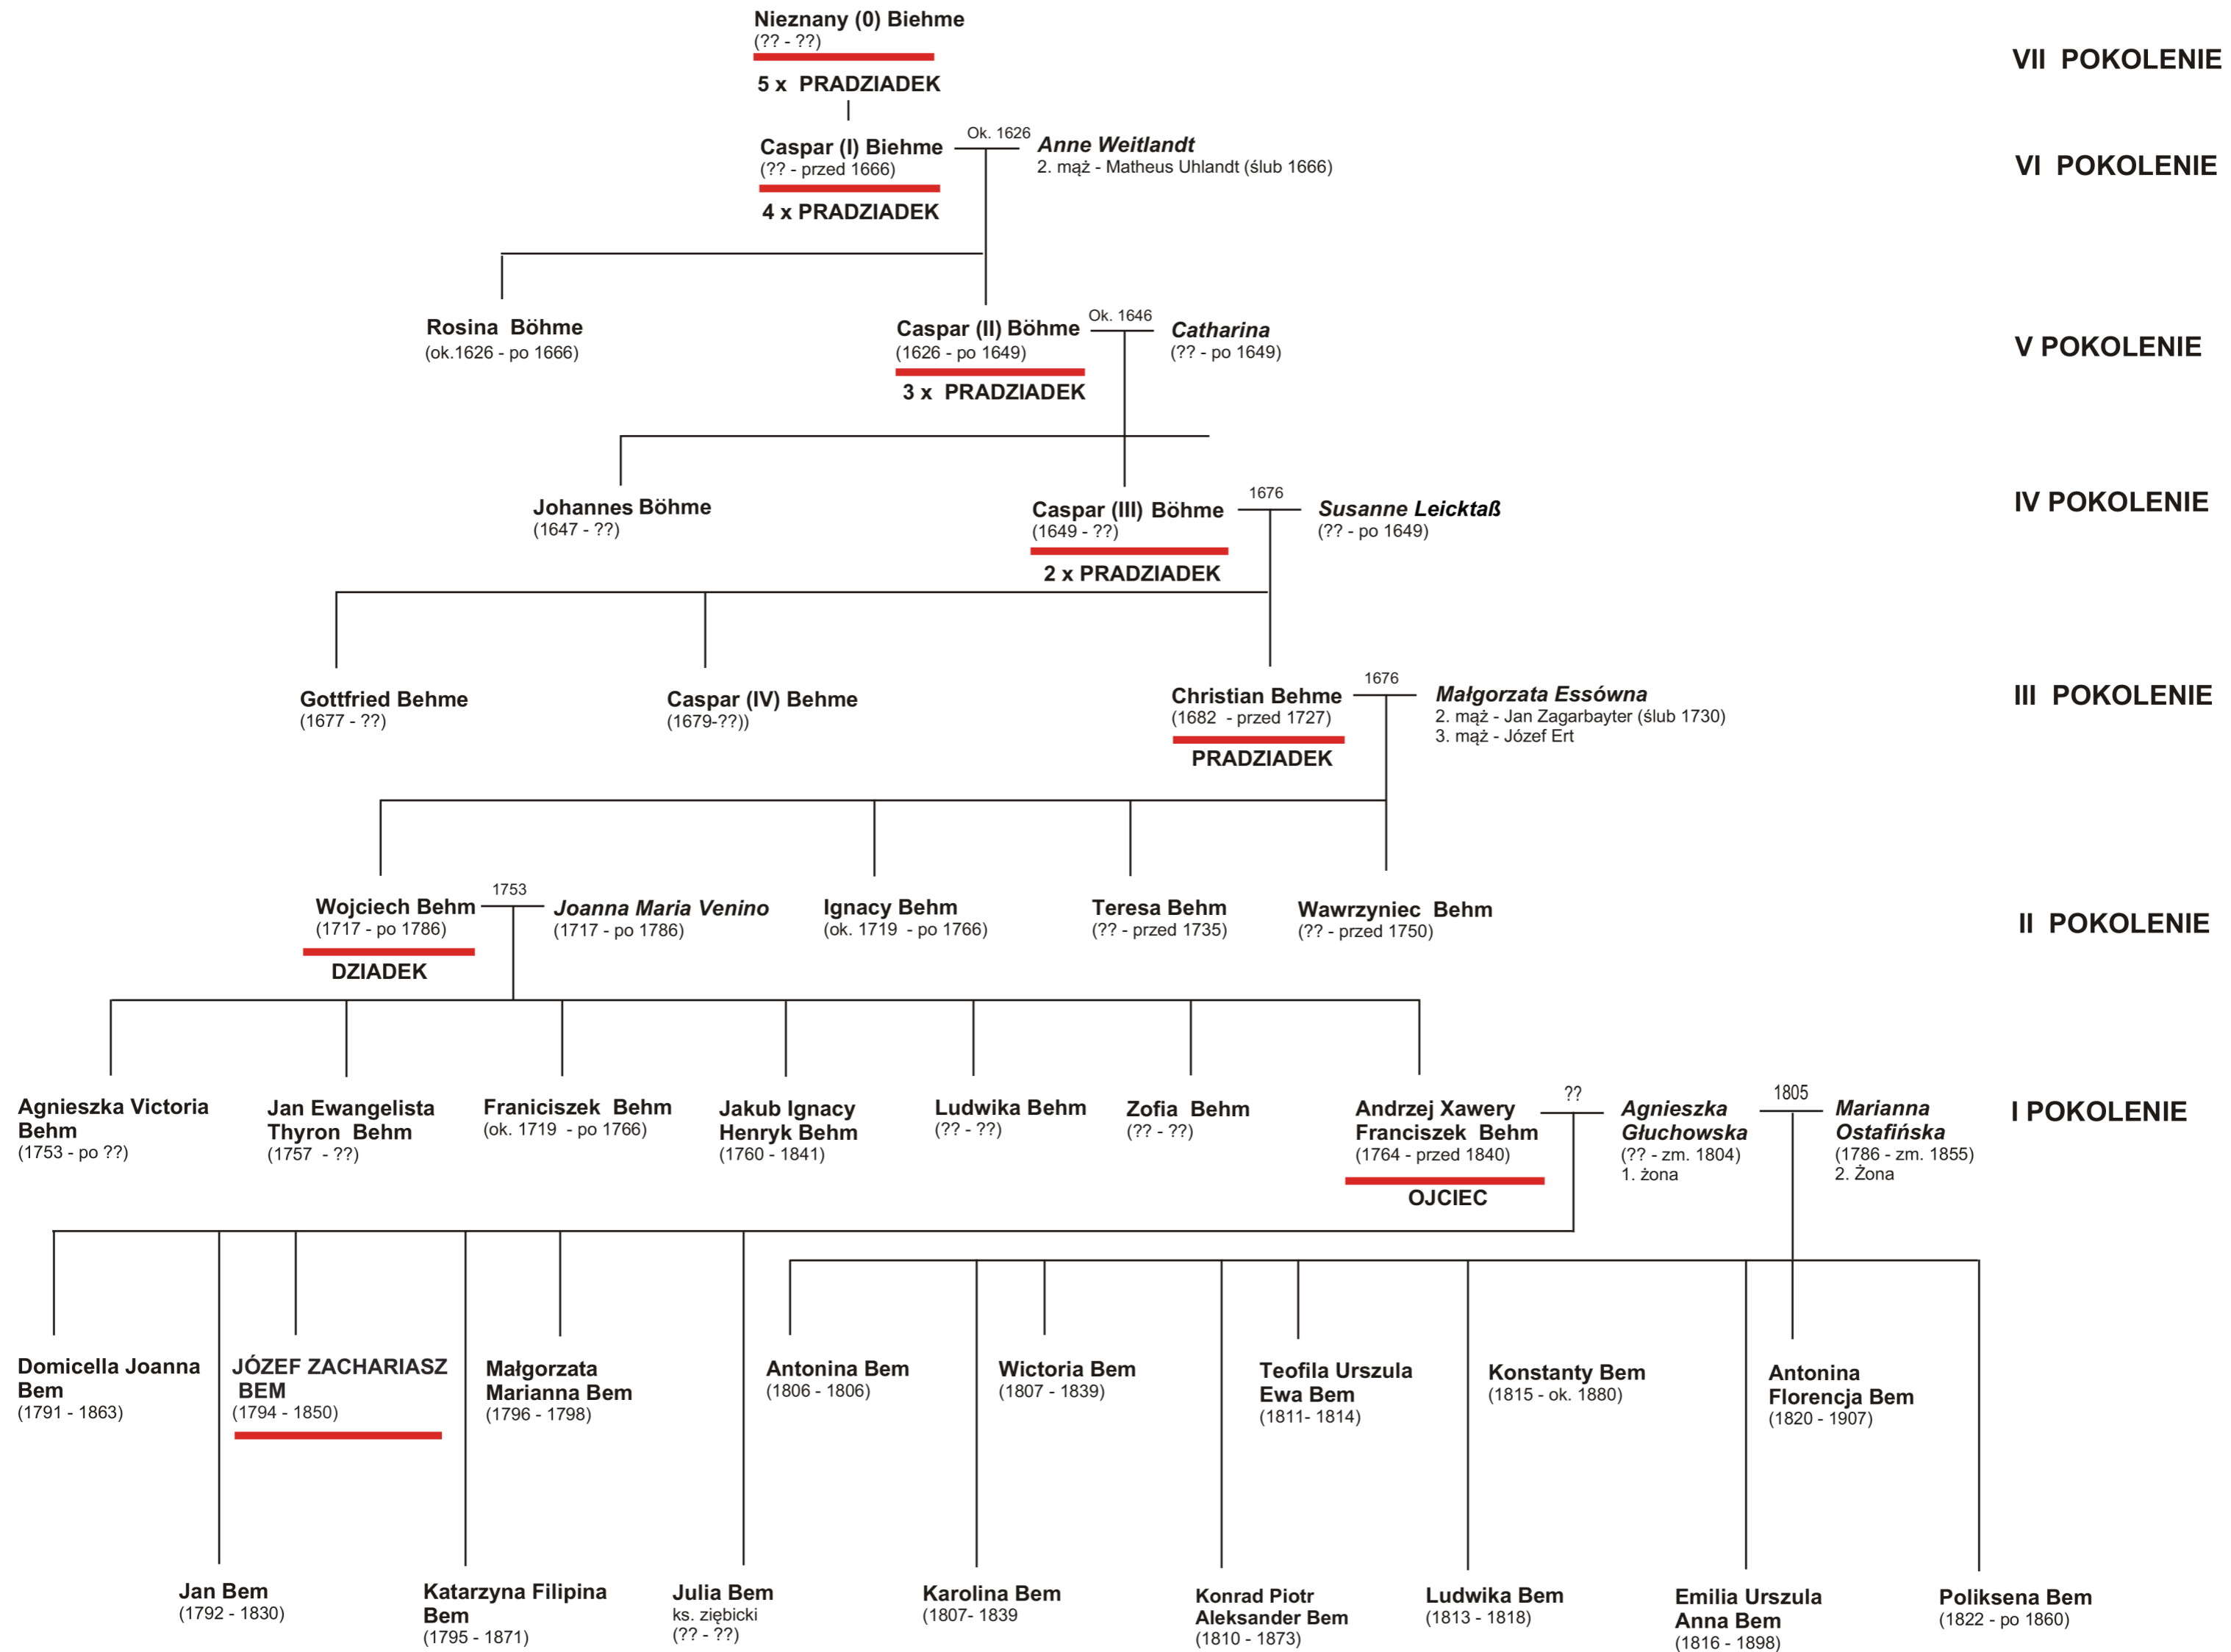 Nieznany (0) Biehme
(?? - ??)
5 x PRADZIADEK
VII POKOLENIE
Caspar (I) Biehme
(?? - przed 1666)
4 x PRADZIADEK
Ok. 1626
Anne Weitlandt
2. mąż - Matheus Uhlandt (ślub 1666)
VI POKOLENIE
Rosina Böhme
(ok.1626 - po 1666)
Caspar (II) Böhme
(1626 - po 1649)
3 x PRADZIADEK
Ok. 1646
Catharina
(?? - po 1649)
V POKOLENIE
Johannes Böhme
(1647 - ??)
Caspar (III) Böhme
(1649 - ??)
2 x PRADZIADEK
1676
Susanne Leicktaß
(?? - po 1649)
IV POKOLENIE
Gottfried Behme
(1677 - ??)
Caspar (IV) Behme
(1679-??))
Christian Behme
(1682 - przed 1727)
PRADZIADEK
1676
Małgorzata Essówna
2. mąż - Jan Zagarbayter (ślub 1730)
3. mąż - Józef Ert
III POKOLENIE
Wojciech Behm
(1717 - po 1786)
DZIADEK
1753
Joanna Maria Venino
(1717 - po 1786)
Ignacy Behm
(ok. 1719 - po 1766)
Teresa Behm
(?? - przed 1735)
Wawrzyniec Behm
(?? - przed 1750)
II POKOLENIE
Agnieszka Victoria
Behm
(1753 - po ??)
Jan Ewangelista
Thyron Behm
(1757 - ??)
Franiciszek Behm
(ok. 1719 - po 1766)
Jakub Ignacy
Henryk Behm
(1760 - 1841)
Ludwika Behm
(?? - ??)
Zofia Behm
(?? - ??)
Andrzej Xawery
Franciszek Behm
(1764 - przed 1840)
OJCIEC
??
Agnieszka
Głuchowska
(?? - zm. 1804)
1. żona
1805
Marianna
Ostafińska
(1786 - zm. 1855)
2. Żona
I POKOLENIE
Domicella Joanna
Bem
(1791 - 1863)
JÓZEF ZACHARIASZ
BEM
(1794 - 1850)
Małgorzata
Marianna Bem
(1796 - 1798)
Antonina Bem
(1806 - 1806)
Wictoria Bem
(1807 - 1839)
Teofila Urszula
Ewa Bem
(1811- 1814)
Konstanty Bem
(1815 - ok. 1880)
Antonina
Florencja Bem
(1820 - 1907)
Jan Bem
(1792 - 1830)
Katarzyna Filipina
Bem
(1795 - 1871)
Julia Bem
ks. ziębicki
(?? - ??)
Karolina Bem
(1807- 1839
Konrad Piotr
Aleksander Bem
(1810 - 1873)
Ludwika Bem
(1813 - 1818)
Emilia Urszula
Anna Bem
(1816 - 1898)
Poliksena Bem
(1822 - po 1860)